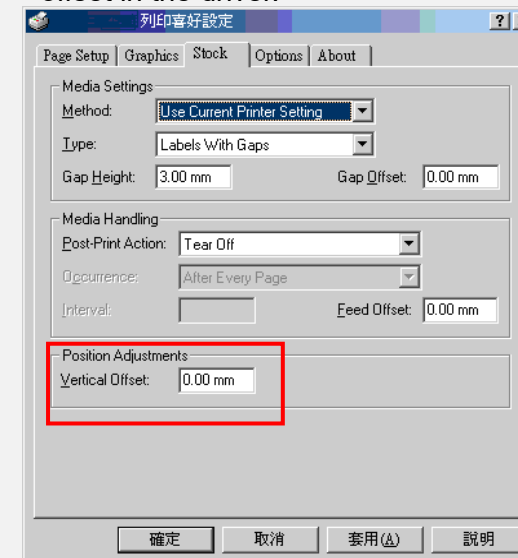 列印喜好設定 ?
Page Setup Graphics Stock Options About
Media Settings
Method: Use Current Printer Setting
Type: Labels With Gaps
Gap Height: 3.00 mm Gap Offset: 0.00 mm
Media Handling
Post-Print Action: Tear Off
Occurrence: After Every Page
Interval: Feed Offset: 0.00 mm
Position Adjustments
Vertical Offset: 0.00 mm
確定 取消 套用(A) 說明